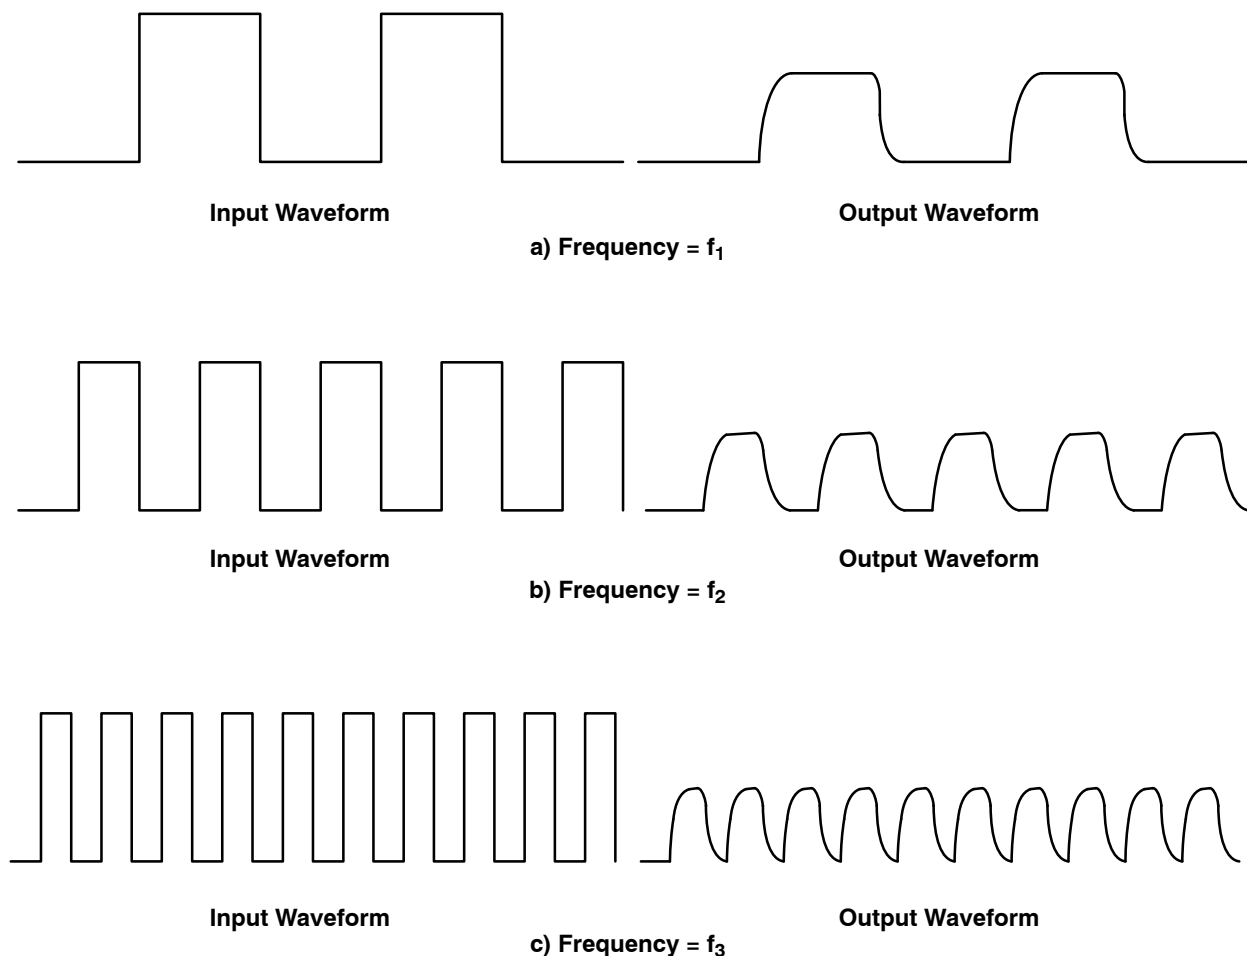 Input Waveform
Output Waveform
a) Frequency = f₁
Input Waveform
Output Waveform
b) Frequency = f₂
Input Waveform
Output Waveform
c) Frequency = f₃